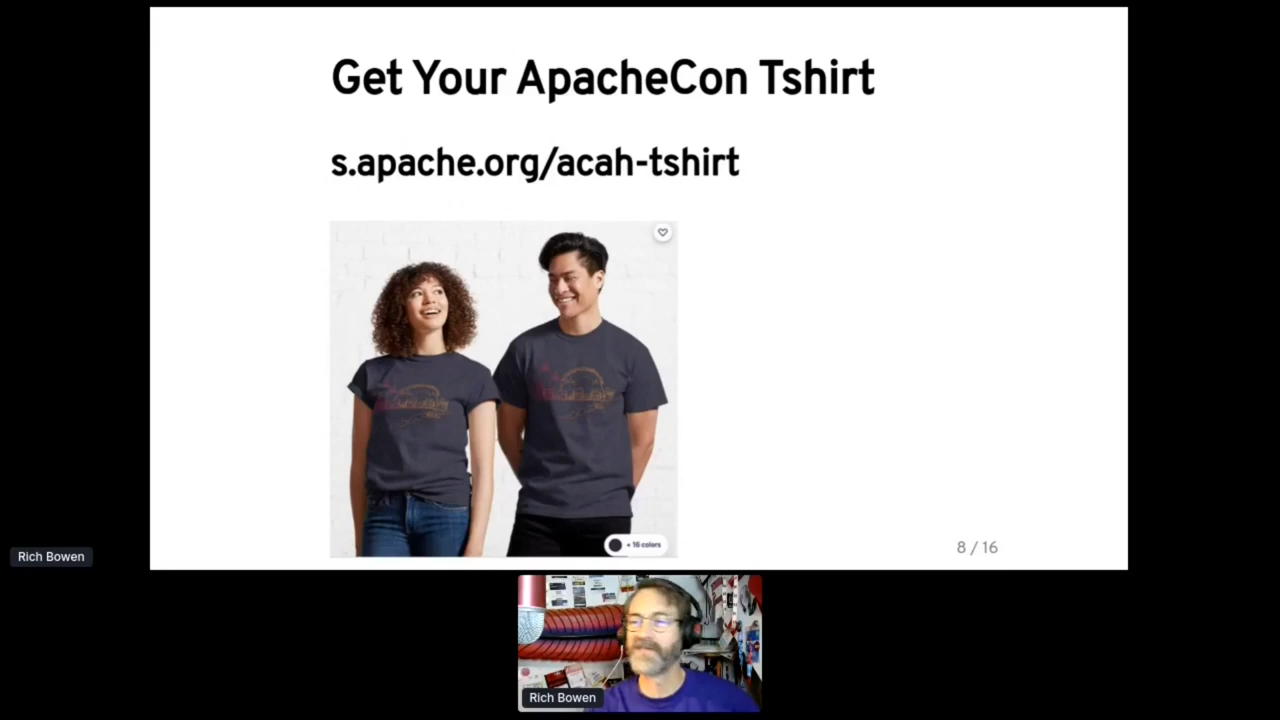 Get Your ApacheCon Tshirt
s.apache.org/acah-tshirt
+ 16 colors
8 / 16
Rich Bowen
Rich Bowen